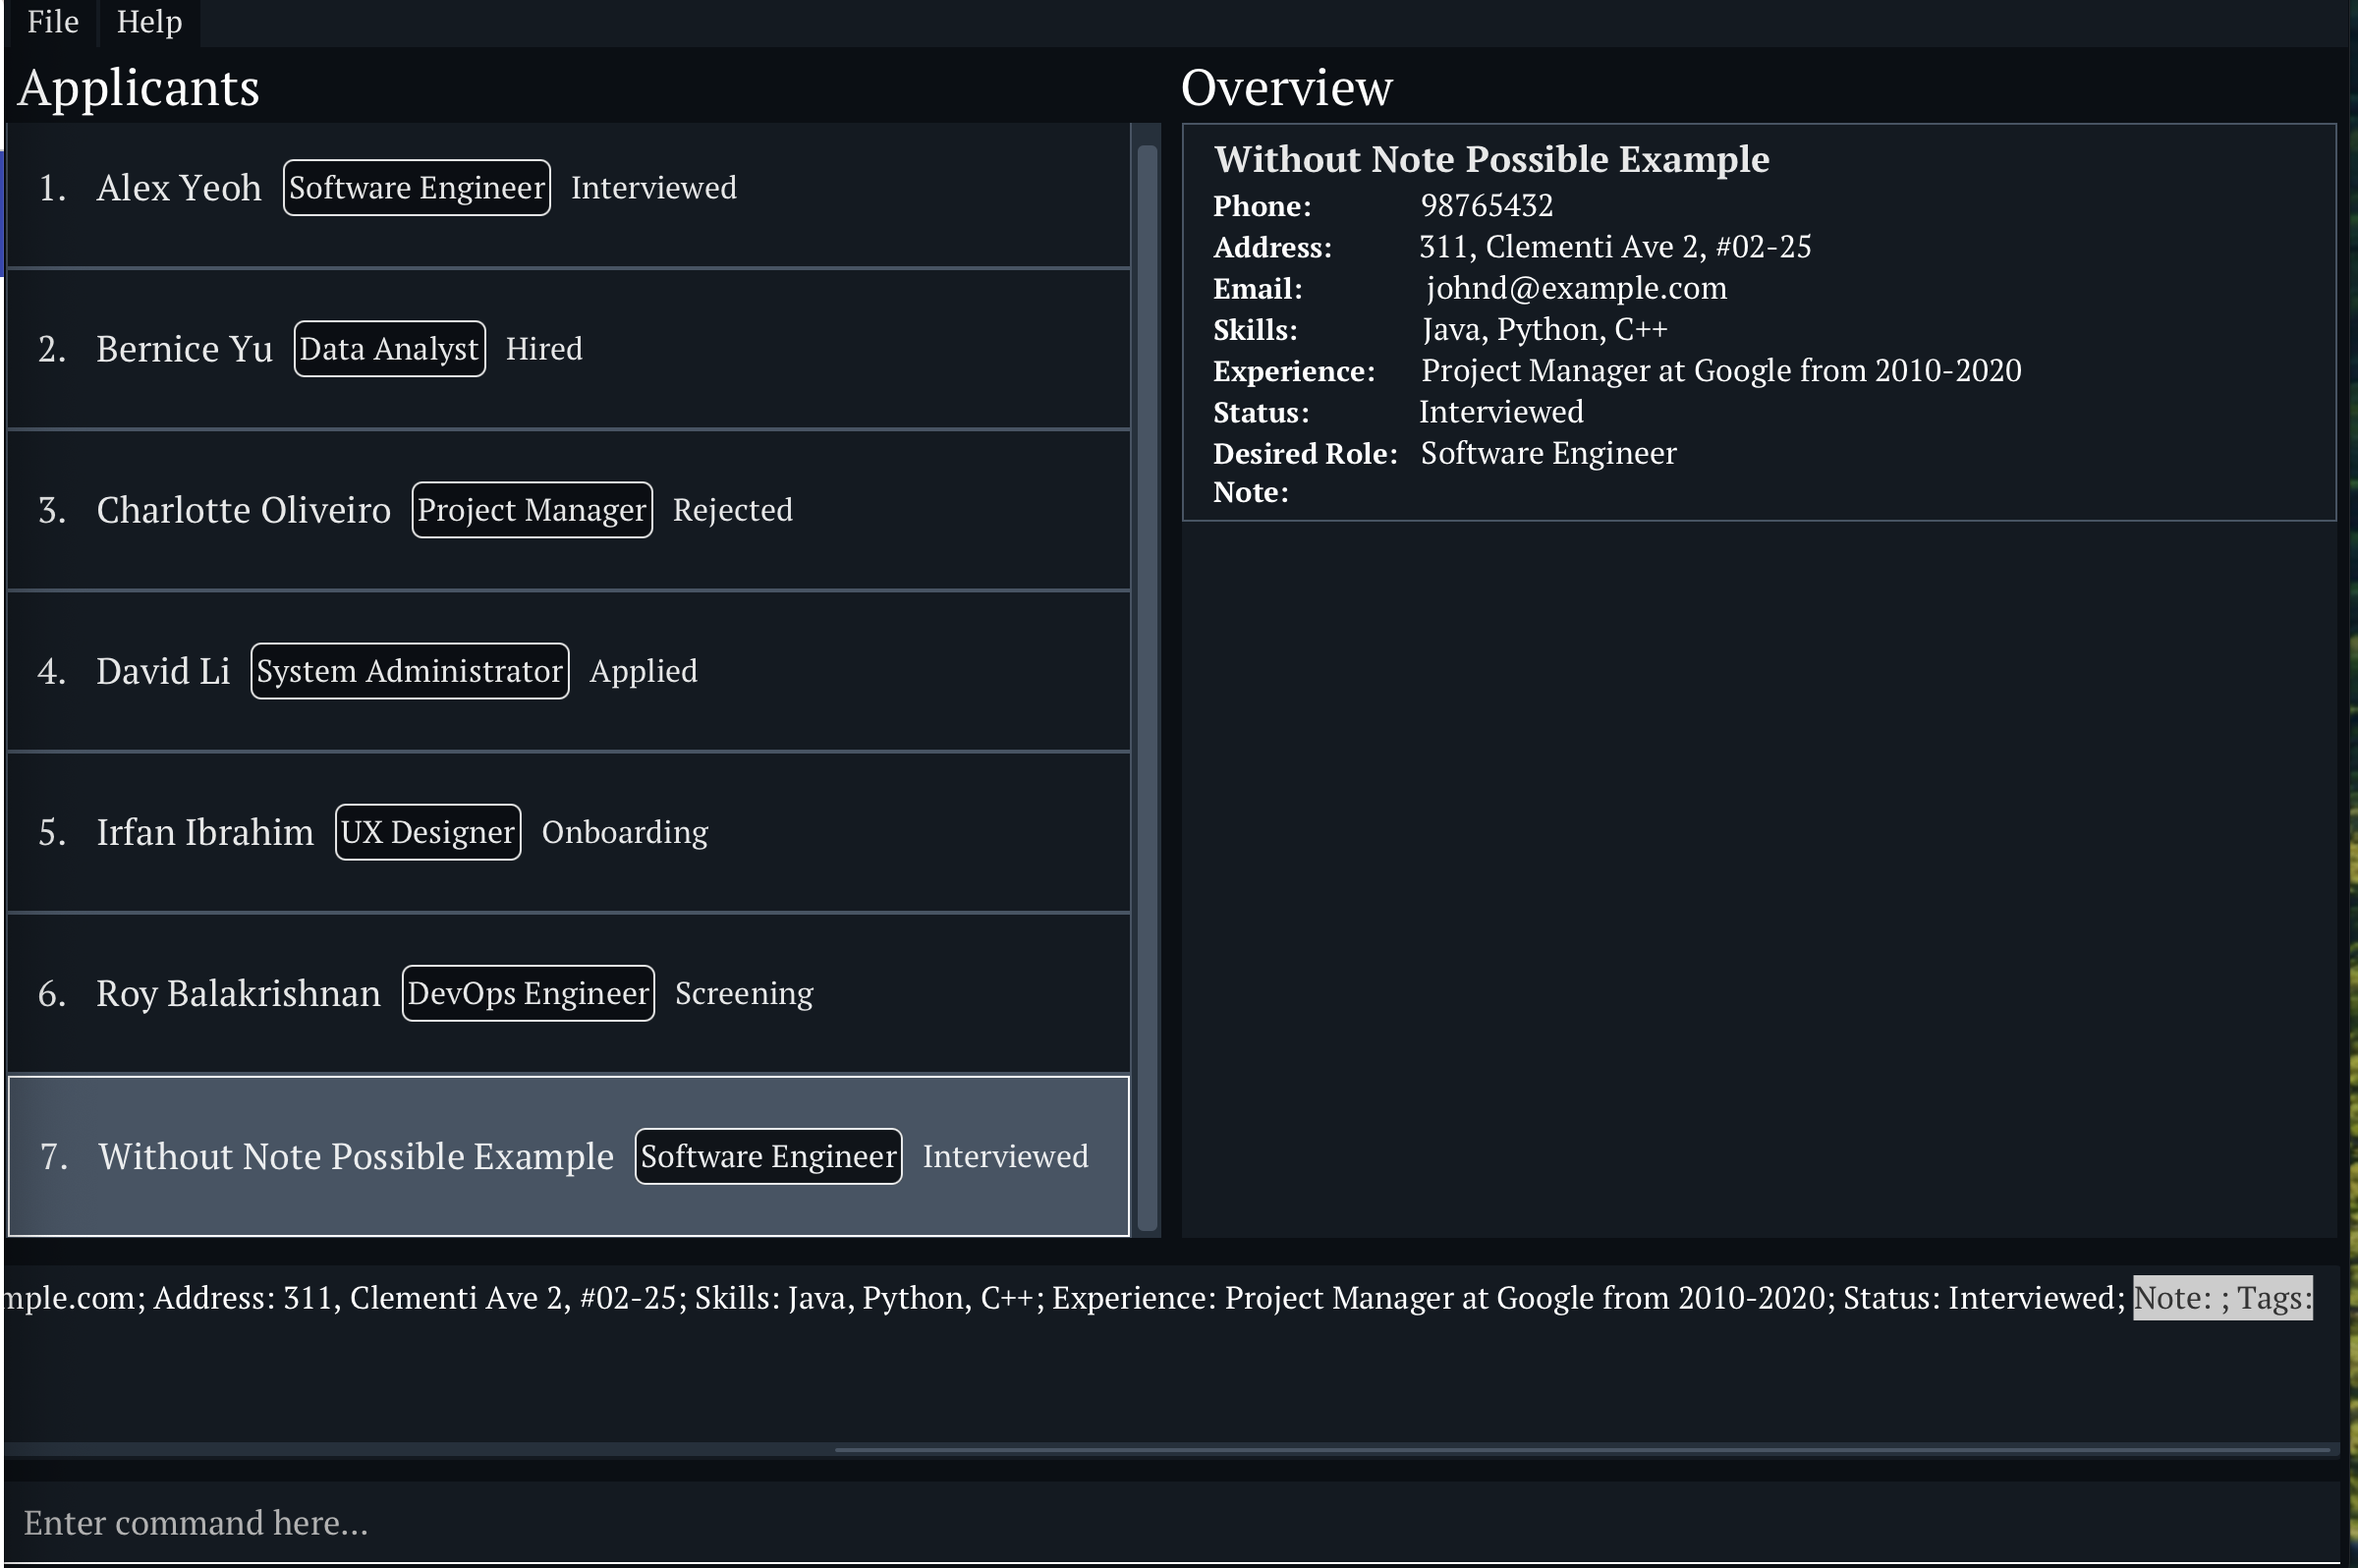 File Help
Applicants
1. Alex Yeoh Software Engineer Interviewed
2. Bernice Yu Data Analyst Hired
3. Charlotte Oliveiro Project Manager Rejected
4. David Li System Administrator Applied
5. Irfan Ibrahim UX Designer Onboarding
6. Roy Balakrishnan DevOps Engineer Screening
7. Without Note Possible Example Software Engineer Interviewed
Overview
Without Note Possible Example
Phone: 98765432
Address: 311, Clementi Ave 2, #02-25
Email: johnd@example.com
Skills: Java, Python, C++
Experience: Project Manager at Google from 2010-2020
Status: Interviewed
Desired Role: Software Engineer
Note:
mple.com; Address: 311, Clementi Ave 2, #02-25; Skills: Java, Python, C++; Experience: Project Manager at Google from 2010-2020; Status: Interviewed; Note: ; Tags:
Enter command here...